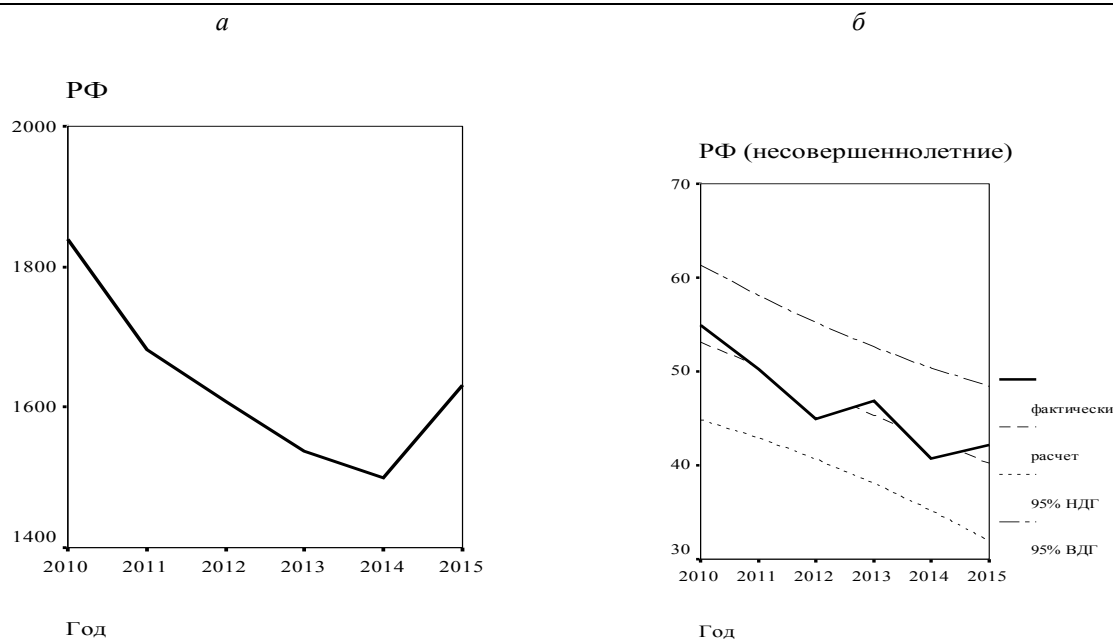 а
РФ
2000
1800
1600
1400
2010 2011 2012 2013 2014 2015
Год
б
РФ (несовершеннолетние)
70
60
50
40
30
2010 2011 2012 2013 2014 2015
Год
фактически
расчет
95% НДГ
95% ВДГ